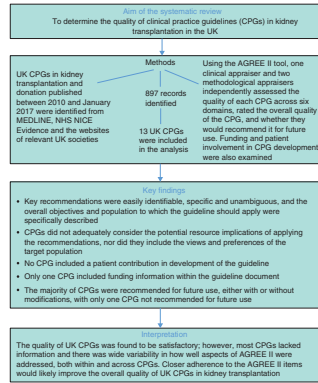 Aim of the systematic review
To determine the quality of clinical practice guidelines (CPGs) in kidney
transplantation in the UK
Methods
UK CPGs in kidney
transplantation and
donation published
between 2010 and January
2017 were identified from
MEDLINE, NHS NICE
Evidence and the websites
of relevant UK societies
897 records
identified
13 UK CPGs
were included
in the analysis
Using the AGREE II tool, one
clinical appraiser and two
methodological appraisers
independently assessed the
quality of each CPG across six
domains, rated the overall quality
of the CPG, and whether they
would recommend it for future
use. Funding and patient
involvement in CPG development
were also examined
Key findings
• Key recommendations were easily identifiable, specific and unambiguous, and the
overall objectives and population to which the guideline should apply were
specifically described
• CPGs did not adequately consider the potential resource implications of applying
the recommendations, nor did they include the views and preferences of the
target population
• No CPG included a patient contribution in development of the guideline
• Only one CPG included funding information within the guideline document
• The majority of CPGs were recommended for future use, either with or without
modifications, with only one CPG not recommended for future use
Interpretation
The quality of UK CPGs was found to be satisfactory; however, most CPGs lacked
information and there was wide variability in how well aspects of AGREE II were
addressed, both within and across CPGs. Closer adherence to the AGREE II items
would likely improve the overall quality of UK CPGs in kidney transplantation